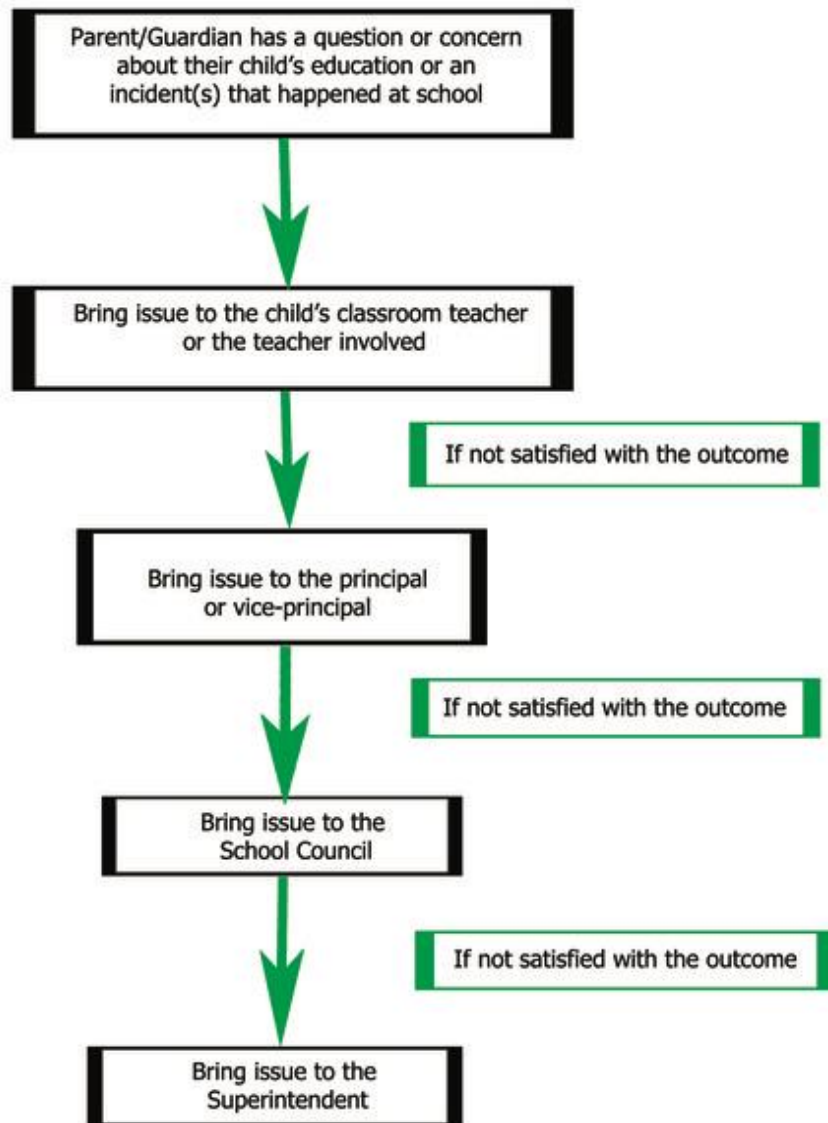 Parent/Guardian has a question or concern
about their child's education or an
incident(s) that happened at school
Bring issue to the child's classroom teacher
or the teacher involved
If not satisfied with the outcome
Bring issue to the principal
or vice-principal
If not satisfied with the outcome
Bring issue to the
School Council
If not satisfied with the outcome
Bring issue to the
Superintendent